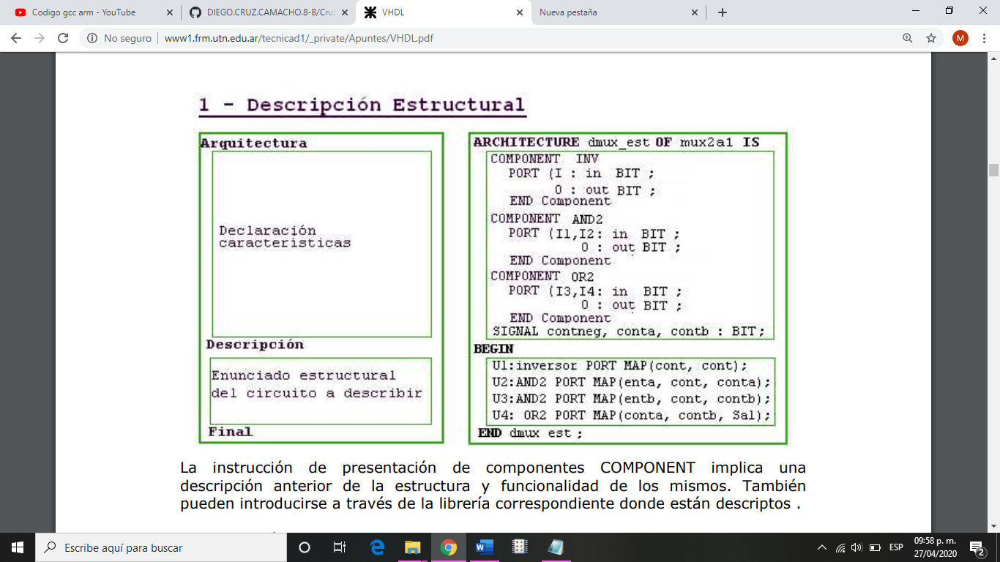 Codigo gcc arm - YouTube
DIEGO.CRUZ.CAMACHO.8-B/Cruz
VHDL
Nueva pestaña
No seguro
www1.frm.utn.edu.ar/tecnicad1/_private/Apuntes/VHDL.pdf
M
1 - Descripción Estructural
Arquitectura
Declaración
caracteristicas
Descripción
Enunciado estructural
del circuito a describir
Final
ARCHITECTURE dmux_est OF mux2a1 IS
COMPONENT INV
PORT (I : in BIT ;
O : out BIT ;
END Component
COMPONENT AND2
PORT (I1,I2: in BIT ;
O : out BIT ;
END Component
COMPONENT OR2
PORT (I3,I4: in BIT ;
O : out BIT ;
END Component
SIGNAL contneg, conta, contb : BIT;
BEGIN
U1:inversor PORT MAP(cont, cont);
U2:AND2 PORT MAP(enta, cont, conta);
U3:AND2 PORT MAP(entb, cont, contb);
U4: OR2 PORT MAP(conta, contb, Sal);
END dmux est ;
La instrucción de presentación de componentes COMPONENT implica una
descripción anterior de la estructura y funcionalidad de los mismos. También
pueden introducirse a través de la librería correspondiente donde están descriptos .
Escribe aquí para buscar
ESP
09:58 p. m.
27/04/2020
2